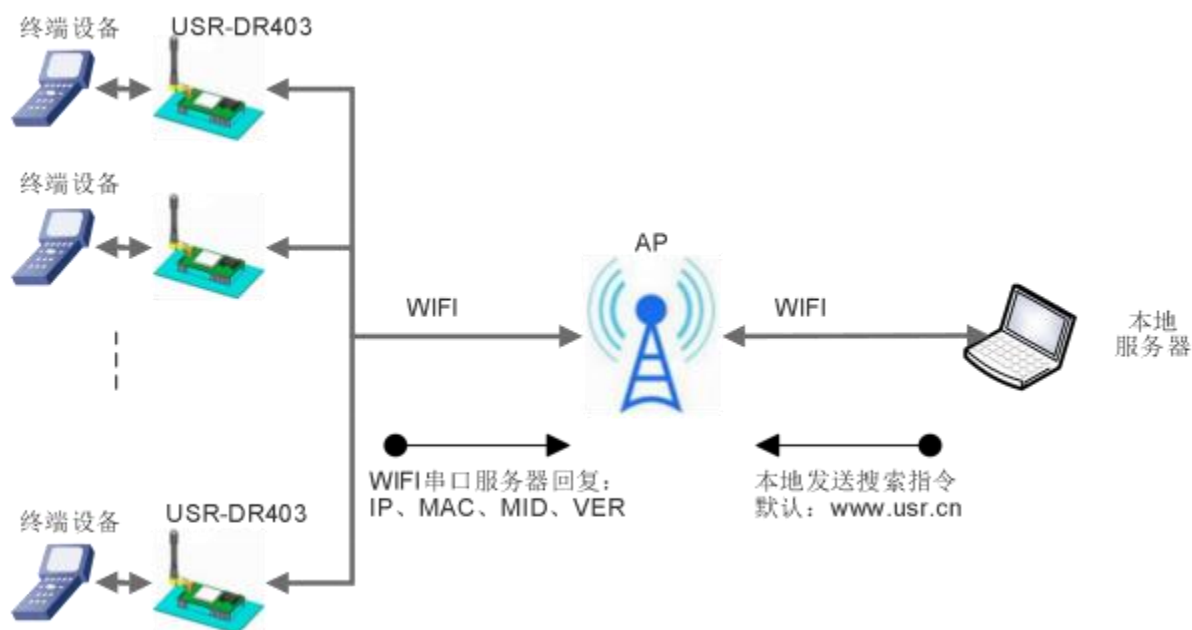 终端设备
USR-DR403
终端设备
AP
WIFI
WIFI
本地
服务器
WIFI串口服务器回复：
IP、MAC、MID、VER
本地发送搜索指令
默认：www.usr.cn
终端设备
USR-DR403